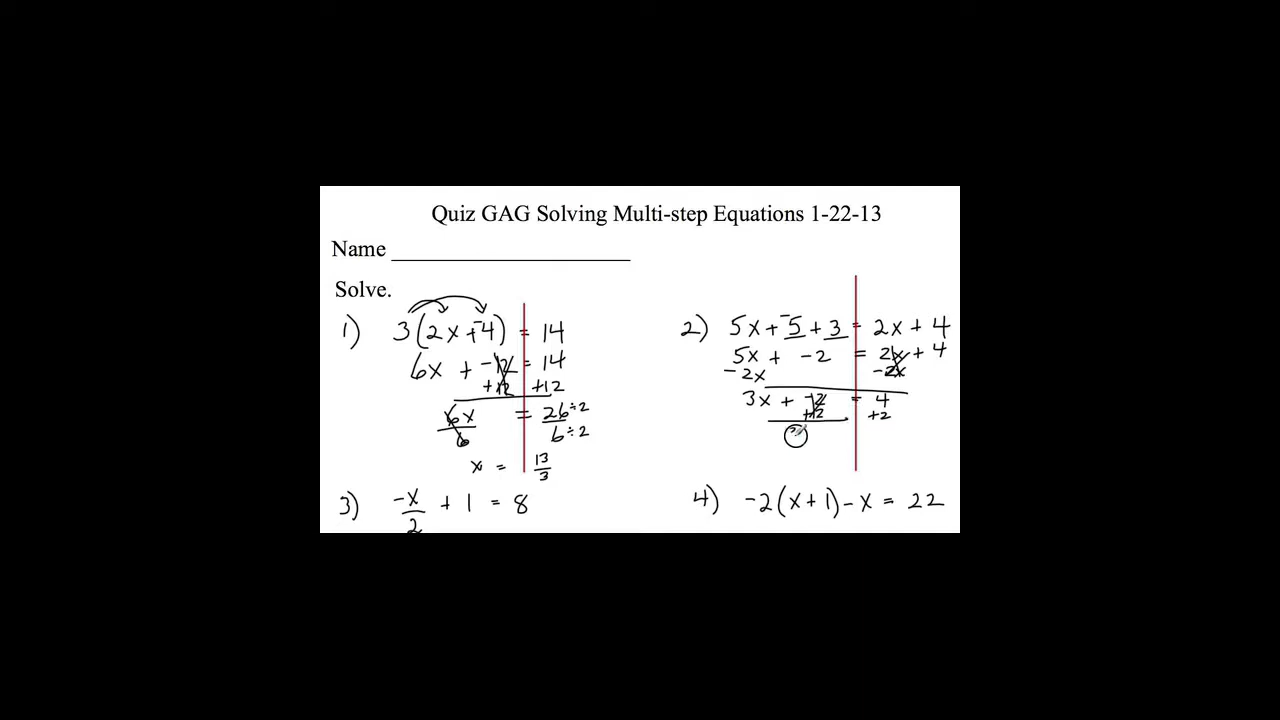 Quiz GAG Solving Multi-step Equations 1-22-13
Name ____________________
Solve.
1) 3(2x+-4) = 14
6x + -12 = 14
+12 +12
6x = 26÷2
6 6÷2
x = 13
3
2) 5x+-5+3 = 2x+4
5x + -2 = 2x+4
-2x -2x
3x + -2 = 4
+2 +2
3) -x + 1 = 8
2
4) -2(x+1)-x = 22